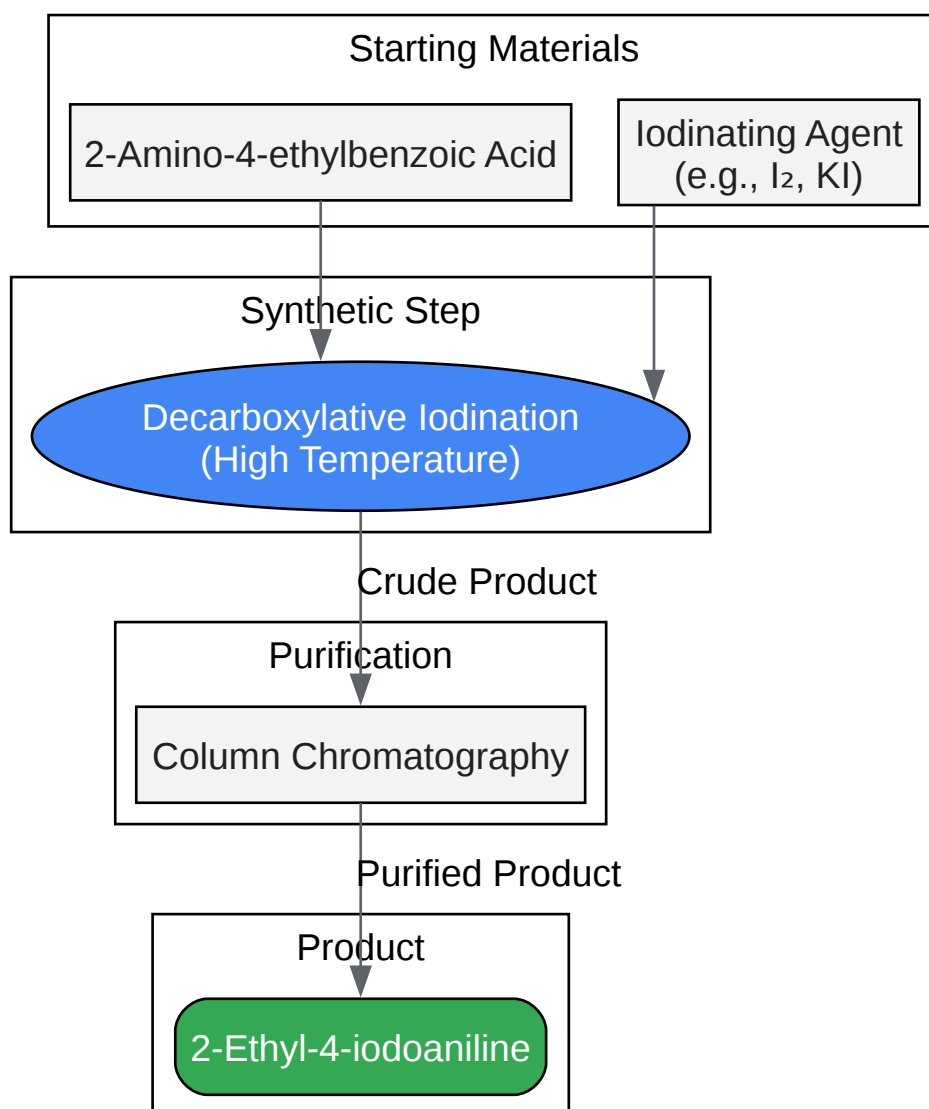 Starting Materials
2-Amino-4-ethylbenzoic Acid
Iodinating Agent
(e.g., I₂, KI)
Synthetic Step
Decarboxylative Iodination
(High Temperature)
Crude Product
Purification
Column Chromatography
Purified Product
Product
2-Ethyl-4-iodoaniline